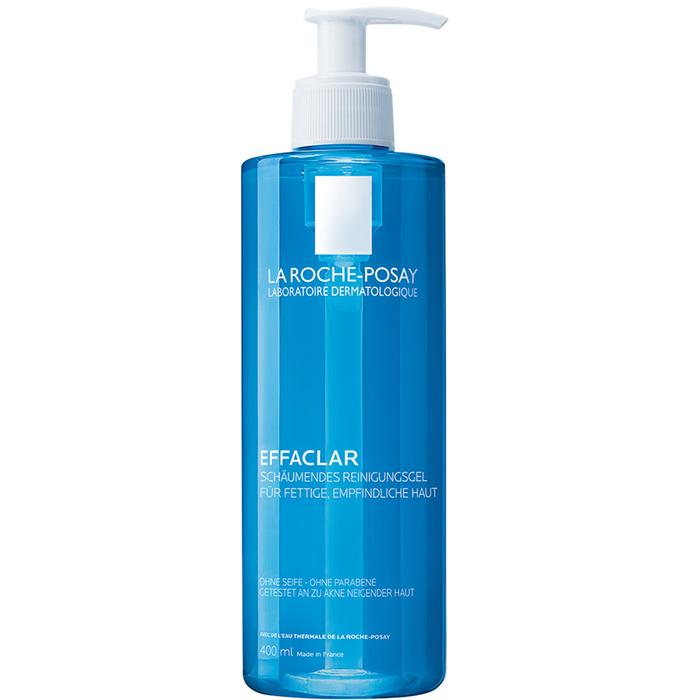 LA ROCHE-POSAY
LABORATOIRE DERMATOLOGIQUE
EFFACLAR
SCHÄUMENDES REINIGUNGSGEL
FÜR FETTIGE, EMPFINDLICHE HAUT
OHNE SEIFE - OHNE PARABENE
GETESTET AN ZU AKNE NEIGENDER HAUT
AVEC DE L'EAU THERMALE DE LA ROCHE-POSAY
400 ml Made in France